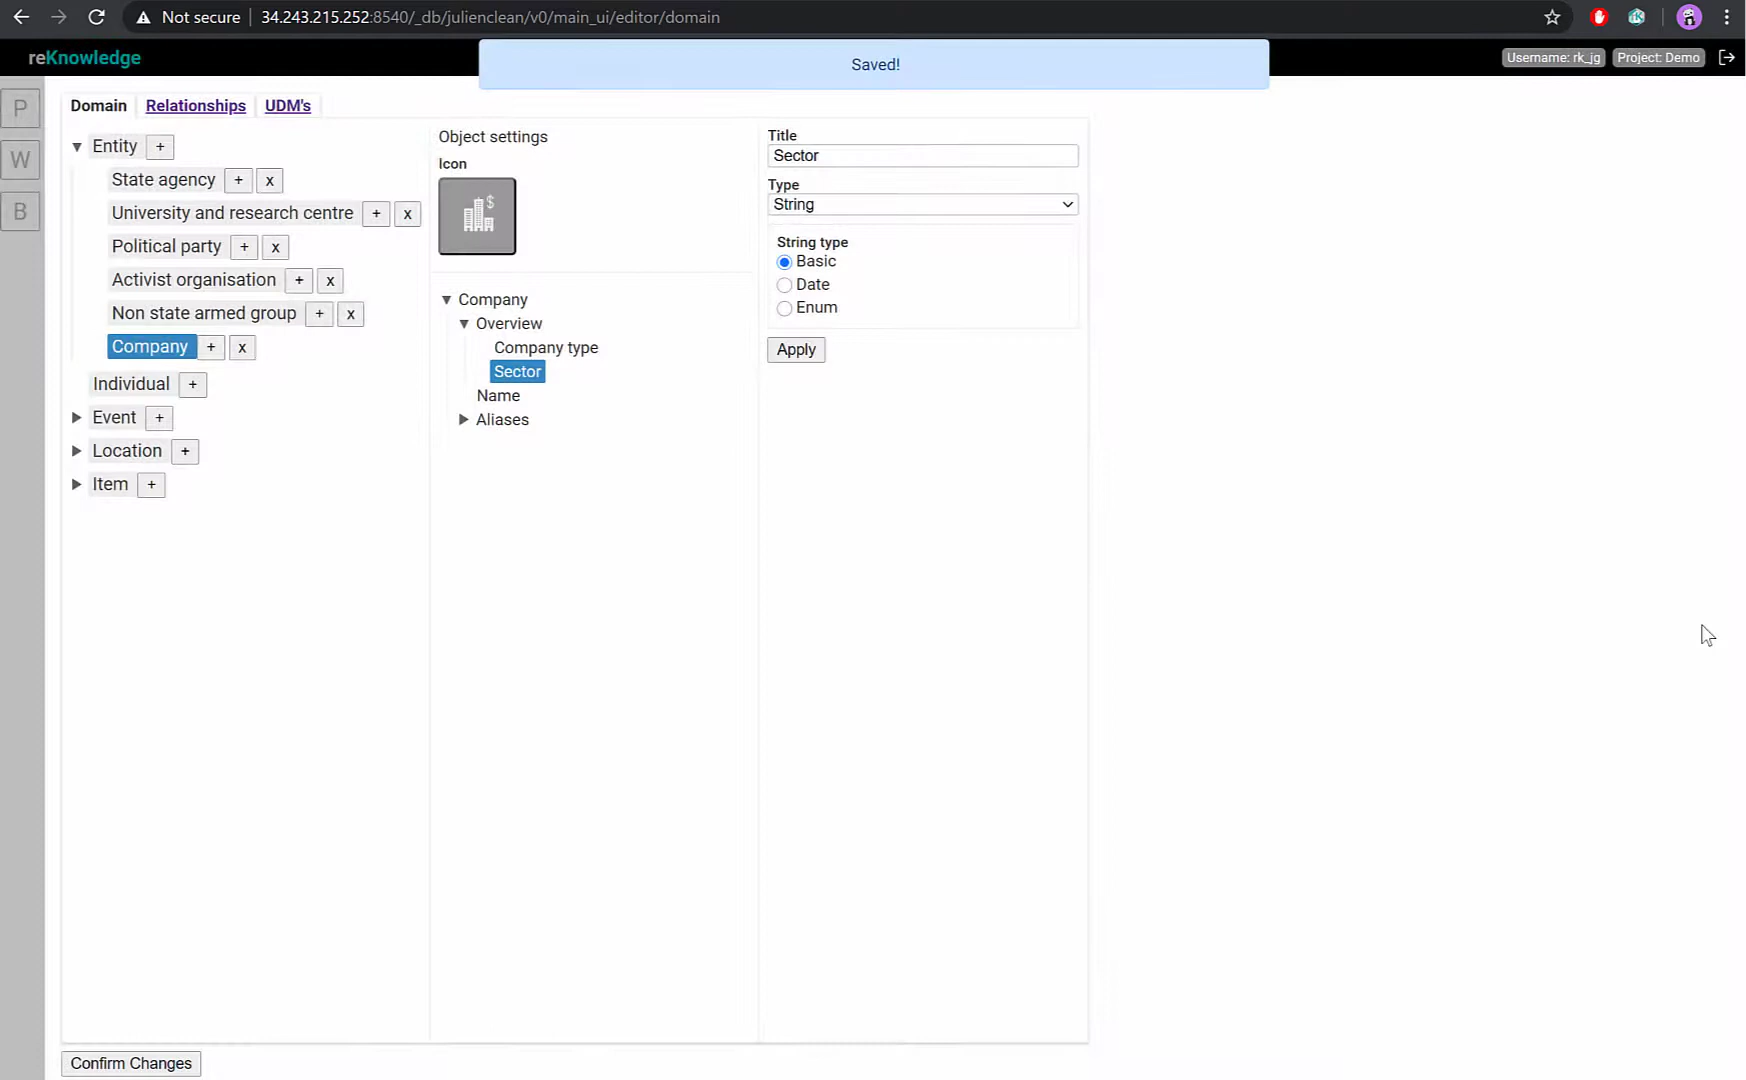 Not secure 34.243.215.252:8540/_db/julienclean/v0/main_ui/editor/domain
reKnowledge
Saved!
Username: rk_jg
Project: Demo
P
W
B
Domain
Relationships
UDM's
Entity +
State agency + x
University and research centre + x
Political party + x
Activist organisation + x
Non state armed group + x
Company + x
Individual +
Event +
Location +
Item +
Object settings
Icon
$
Company
Overview
Company type
Sector
Name
Aliases
Title
Sector
Type
String
String type
Basic
Date
Enum
Apply
Confirm Changes